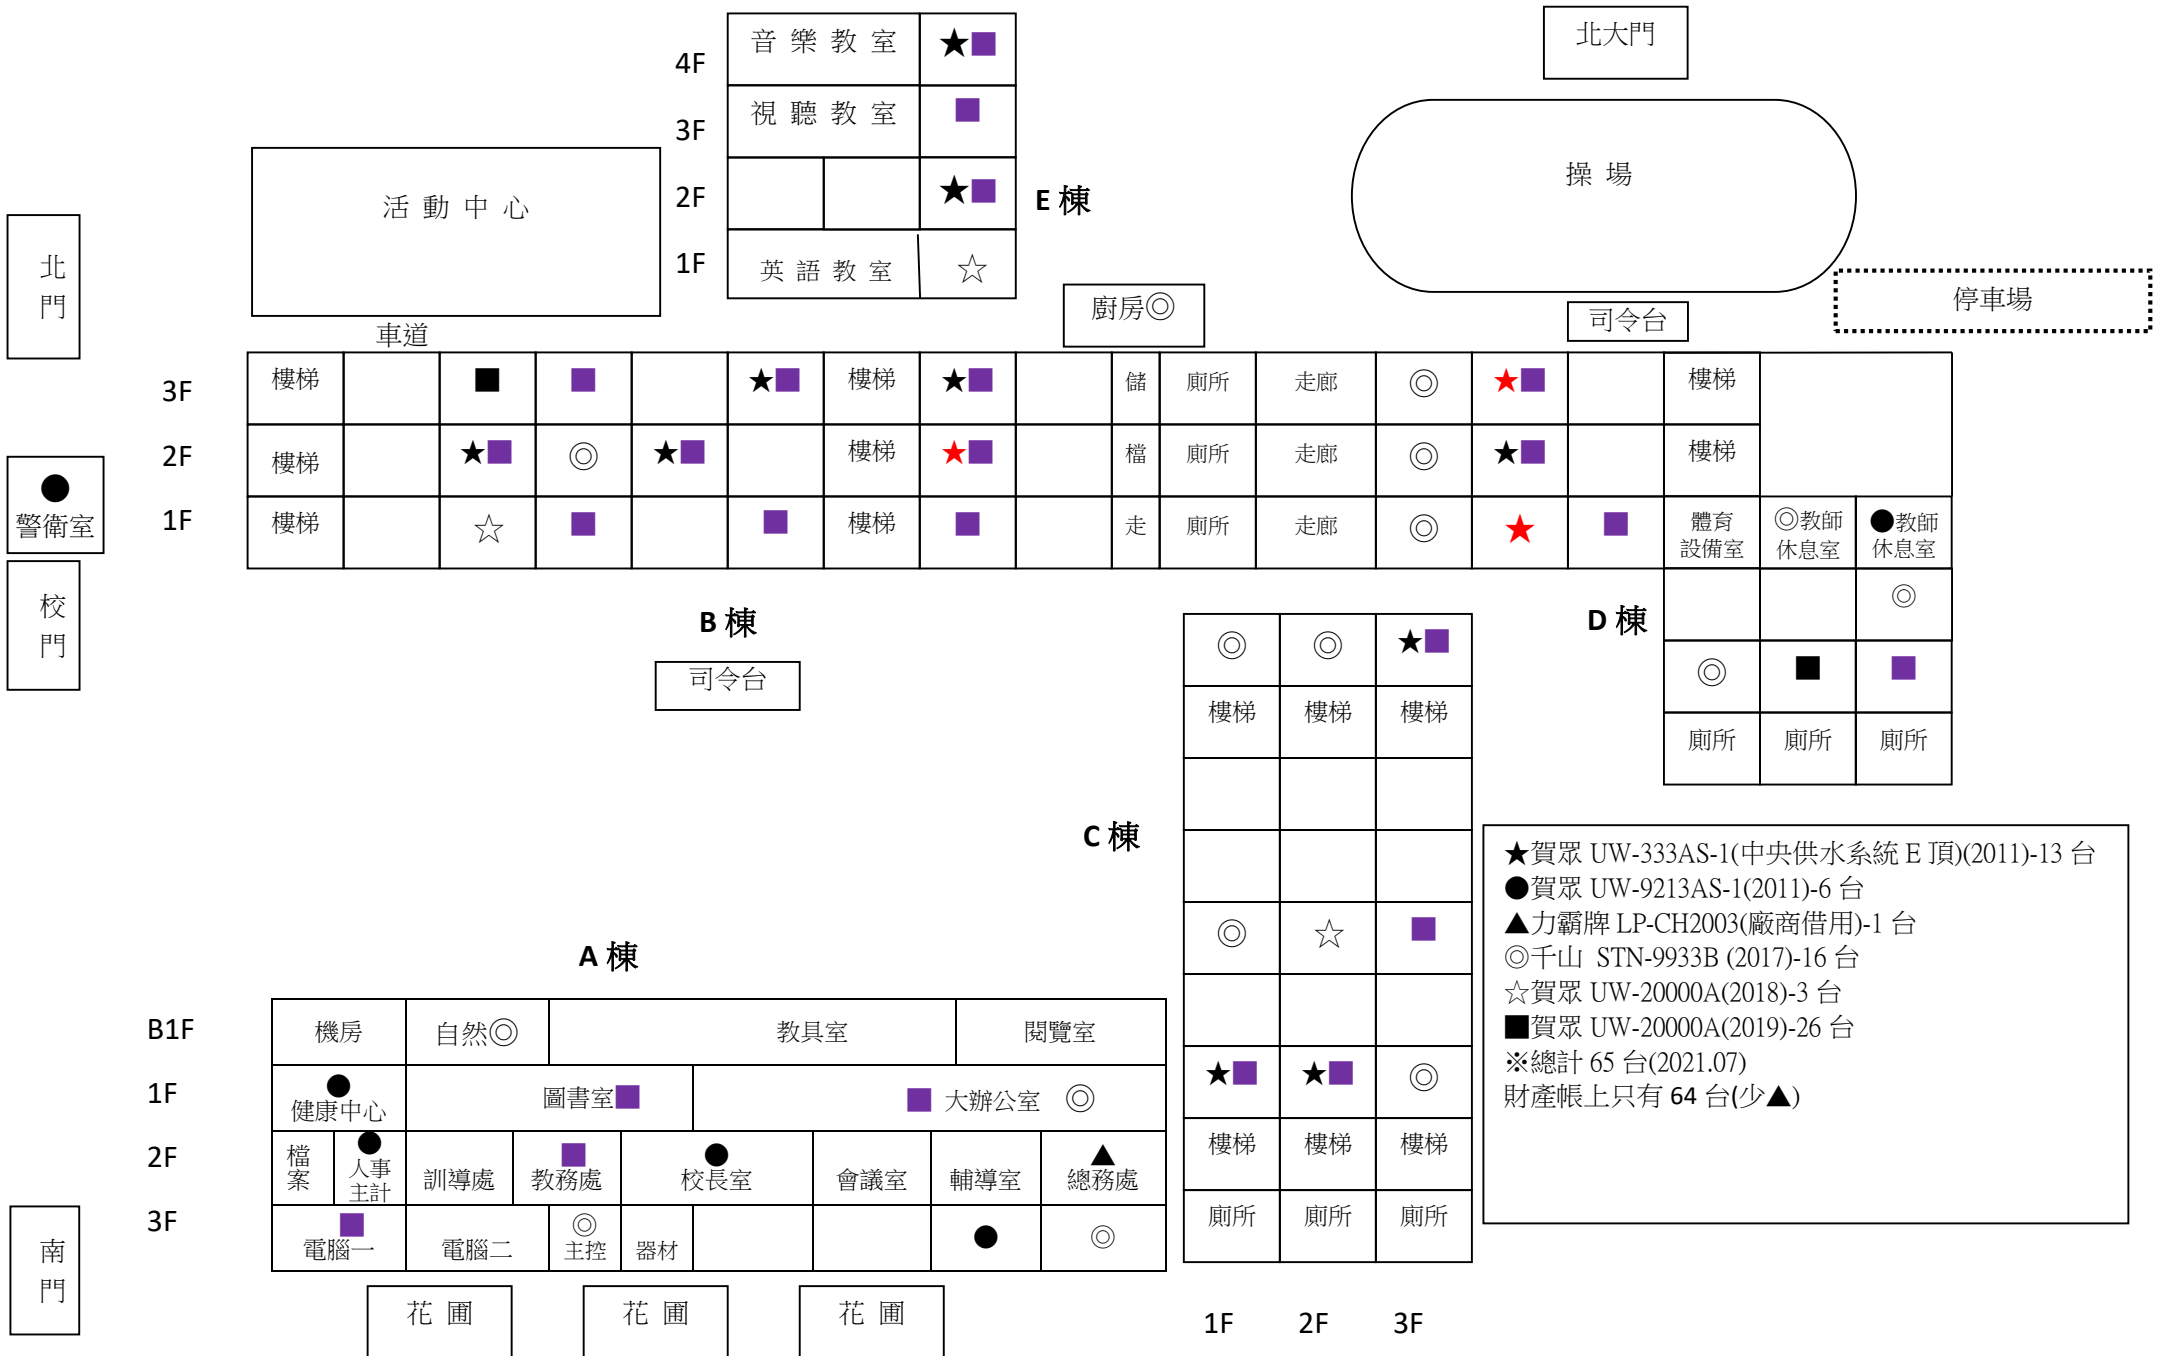 音樂教室 ★■
4F
視聽教室 ■
3F
★■
2F
英語教室 ☆
1F
E 棟
北大門
操場
活動中心
北門
廚房◎
司令台
停車場
車道
3F
樓梯 ■ ■ ★■ 樓梯 ★■ 儲 廁所 走廊 ◎ ★■ 樓梯
2F
樓梯 ★■ ◎ ★■ 樓梯 ★■ 檔 廁所 走廊 ◎ ★■ 樓梯
1F
樓梯 ☆ ■ ■ 樓梯 ■ 走 廁所 走廊 ◎ ★ ■
體育
設備室
◎教師
休息室
●教師
休息室
●
警衛室
校門
B 棟
司令台
D 棟
◎
◎ ■ ■
廁所 廁所 廁所
◎ ◎ ★■
樓梯 樓梯 樓梯
C 棟
◎ ☆ ■
★■ ★■ ◎
樓梯 樓梯 樓梯
廁所 廁所 廁所
1F 2F 3F
★賀眾 UW-333AS-1(中央供水系統 E 頂)(2011)-13 台
●賀眾 UW-9213AS-1(2011)-6 台
▲力霸牌 LP-CH2003(廠商借用)-1 台
◎千山 STN-9933B (2017)-16 台
☆賀眾 UW-20000A(2018)-3 台
■賀眾 UW-20000A(2019)-26 台
※總計 65 台(2021.07)
財產帳上只有 64 台(少▲)
A 棟
B1F
機房 自然◎ 教具室 閱覽室
1F
●
健康中心
圖書室■ ■ 大辦公室 ◎
2F
檔案
●
人事
主計
訓導處
■
教務處
●
校長室
會議室 輔導室
▲
總務處
3F
■
電腦一
電腦二
◎
主控
器材 ● ◎
南門
花圃 花圃 花圃